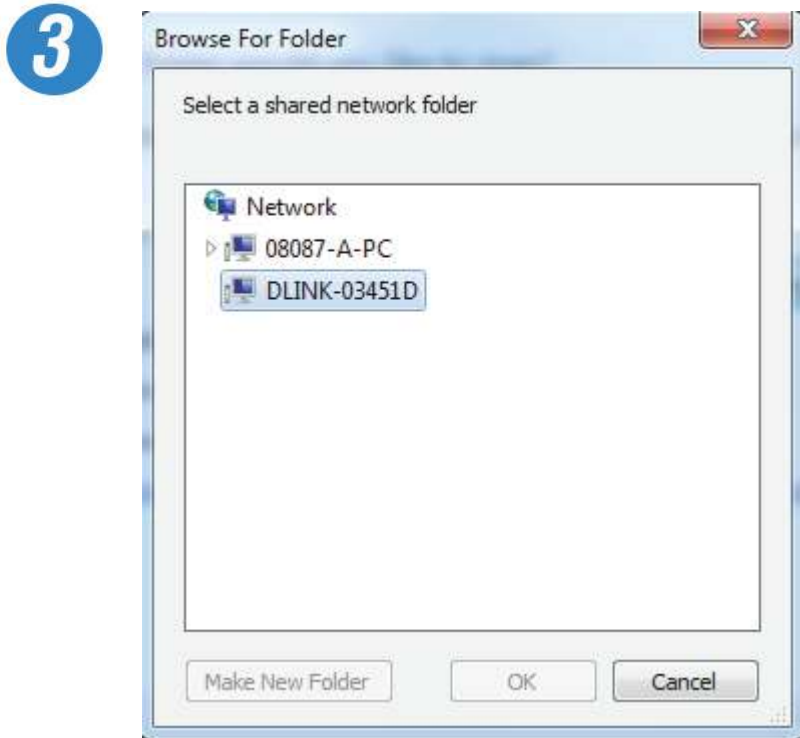 3
Browse For Folder
Select a shared network folder
Network
08087-A-PC
DLINK-03451D
Make New Folder
OK
Cancel